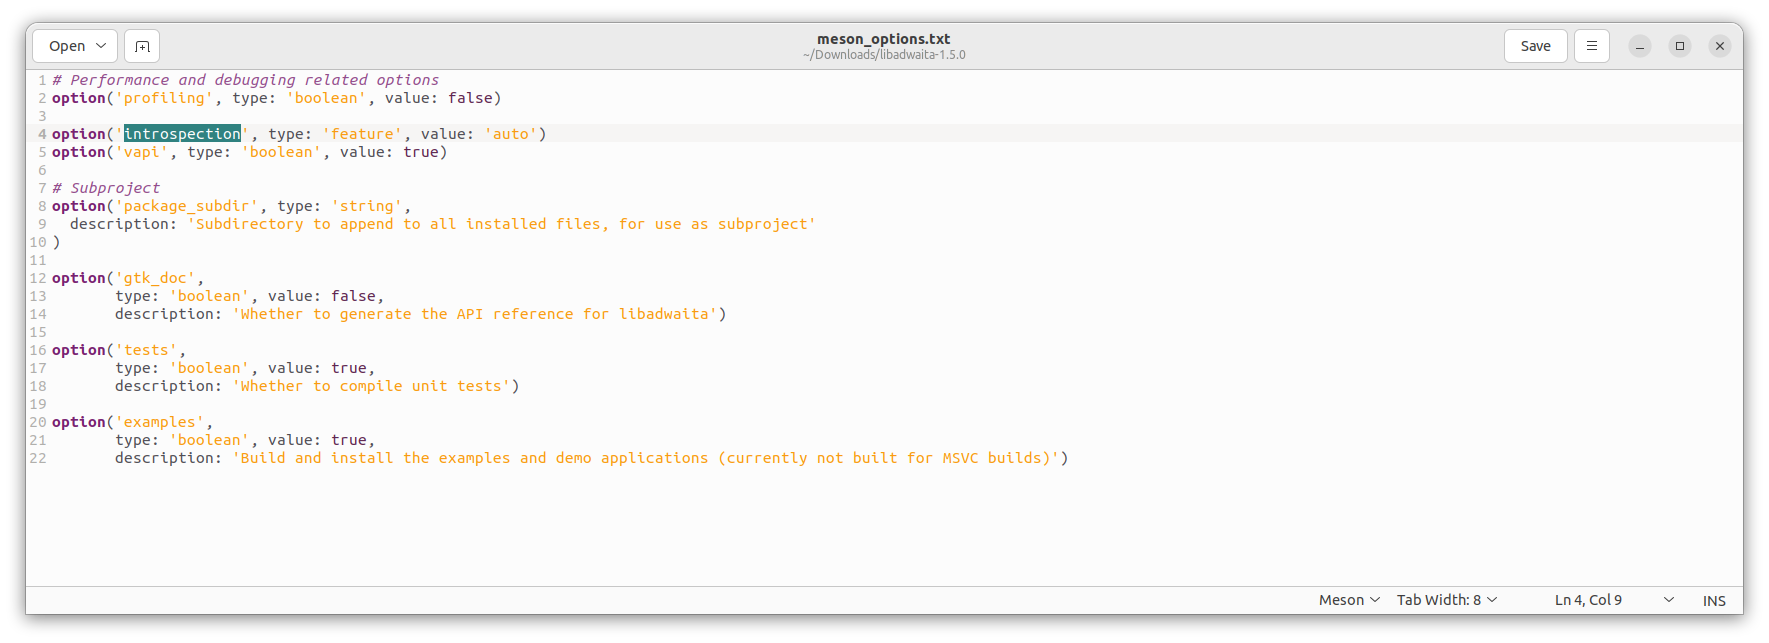 Open
meson_options.txt
~/Downloads/libadwaita-1.5.0
Save
1 # Performance and debugging related options
2 option('profiling', type: 'boolean', value: false)
3
4 option('introspection', type: 'feature', value: 'auto')
5 option('vapi', type: 'boolean', value: true)
6
7 # Subproject
8 option('package_subdir', type: 'string',
9   description: 'Subdirectory to append to all installed files, for use as subproject'
10 )
11
12 option('gtk_doc',
13        type: 'boolean', value: false,
14        description: 'Whether to generate the API reference for libadwaita')
15
16 option('tests',
17        type: 'boolean', value: true,
18        description: 'Whether to compile unit tests')
19
20 option('examples',
21        type: 'boolean', value: true,
22        description: 'Build and install the examples and demo applications (currently not built for MSVC builds)')
Meson Tab Width: 8 Ln 4, Col 9 INS